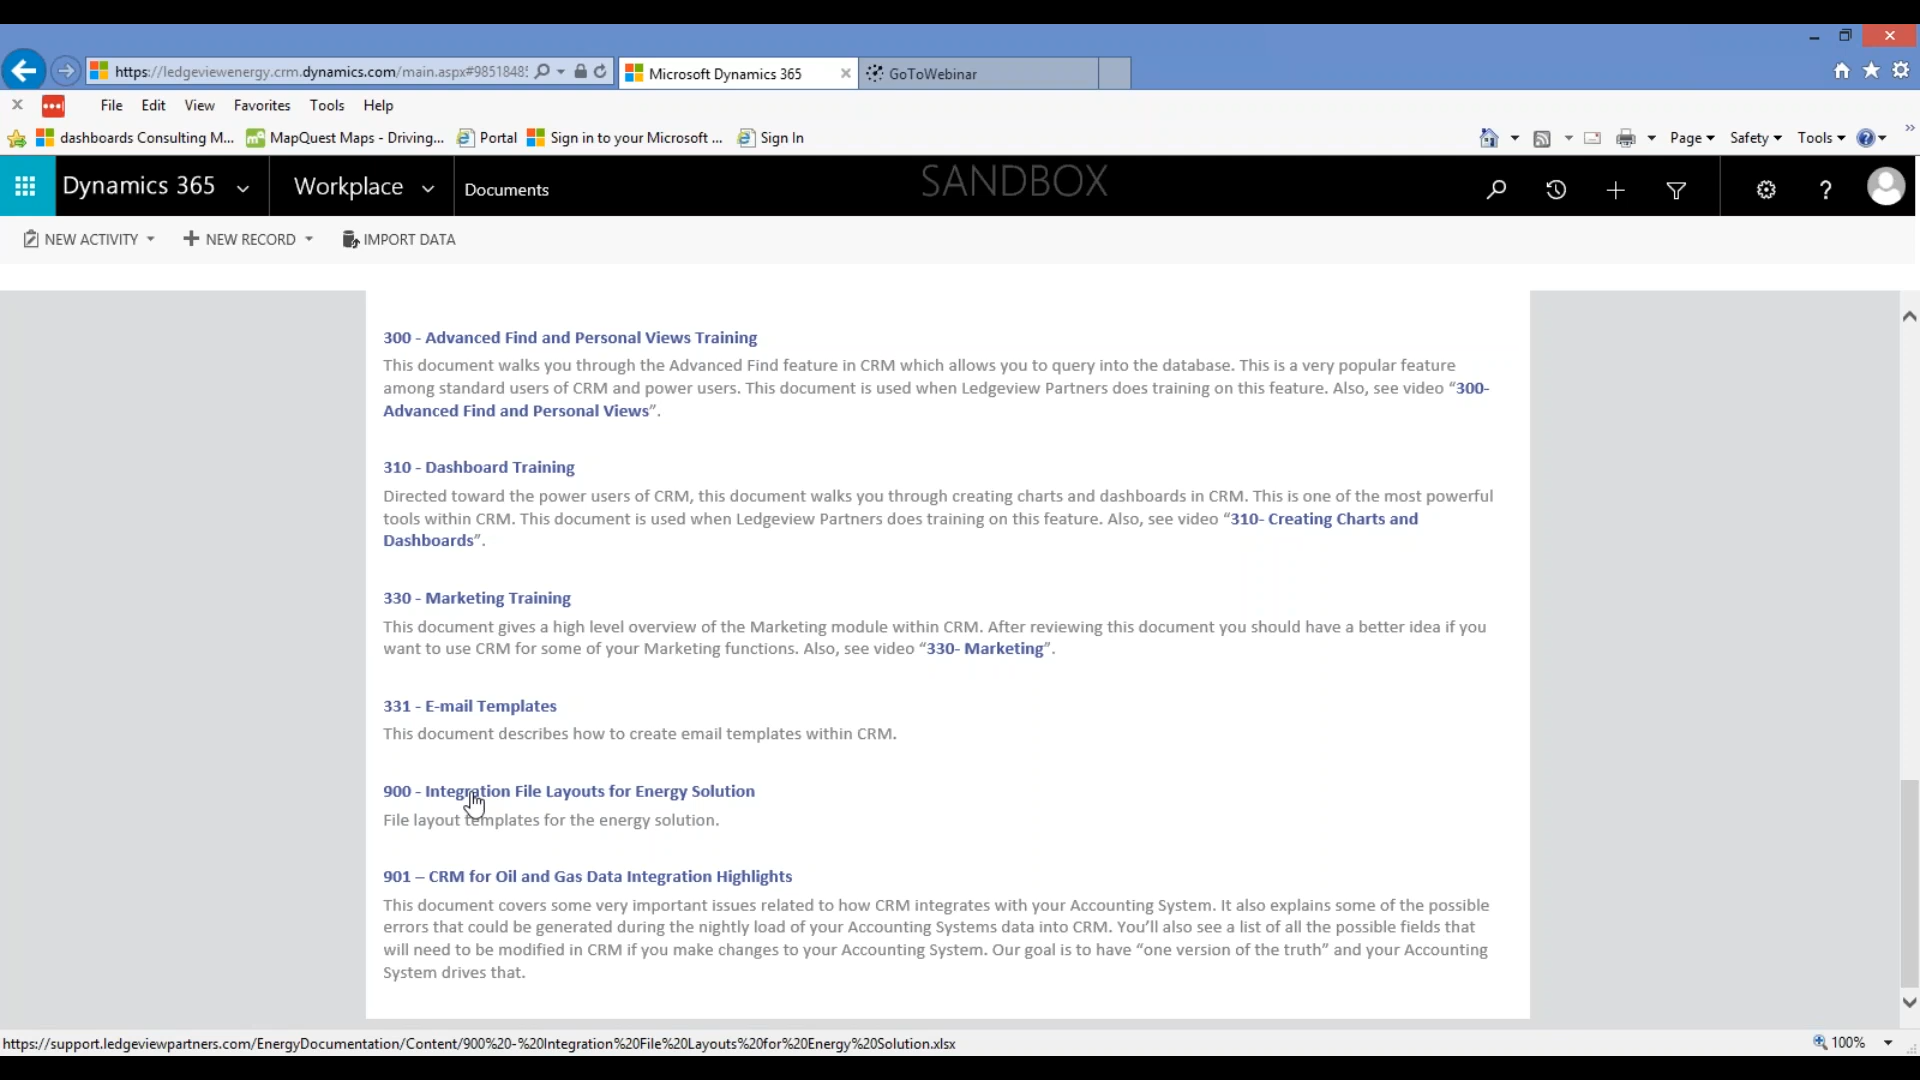 https://ledgeviewenergy.crm.dynamics.com/main.aspx#98518485
Microsoft Dynamics 365
GoToWebinar
File Edit View Favorites Tools Help
dashboards Consulting M... MapQuest Maps - Driving... Portal Sign in to your Microsoft ... Sign In
Page Safety Tools
Dynamics 365 Workplace Documents SANDBOX
NEW ACTIVITY NEW RECORD IMPORT DATA
300 - Advanced Find and Personal Views Training
This document walks you through the Advanced Find feature in CRM which allows you to query into the database. This is a very popular feature
among standard users of CRM and power users. This document is used when Ledgeview Partners does training on this feature. Also, see video “300-
Advanced Find and Personal Views”.
310 - Dashboard Training
Directed toward the power users of CRM, this document walks you through creating charts and dashboards in CRM. This is one of the most powerful
tools within CRM. This document is used when Ledgeview Partners does training on this feature. Also, see video “310- Creating Charts and
Dashboards”.
330 - Marketing Training
This document gives a high level overview of the Marketing module within CRM. After reviewing this document you should have a better idea if you
want to use CRM for some of your Marketing functions. Also, see video “330- Marketing”.
331 - E-mail Templates
This document describes how to create email templates within CRM.
900 - Integration File Layouts for Energy Solution
File layout templates for the energy solution.
901 – CRM for Oil and Gas Data Integration Highlights
This document covers some very important issues related to how CRM integrates with your Accounting System. It also explains some of the possible
errors that could be generated during the nightly load of your Accounting Systems data into CRM. You’ll also see a list of all the possible fields that
will need to be modified in CRM if you make changes to your Accounting System. Our goal is to have “one version of the truth” and your Accounting
System drives that.
https://support.ledgeviewpartners.com/EnergyDocumentation/Content/900%20-%20Integration%20File%20Layouts%20for%20Energy%20Solution.xlsx
100%